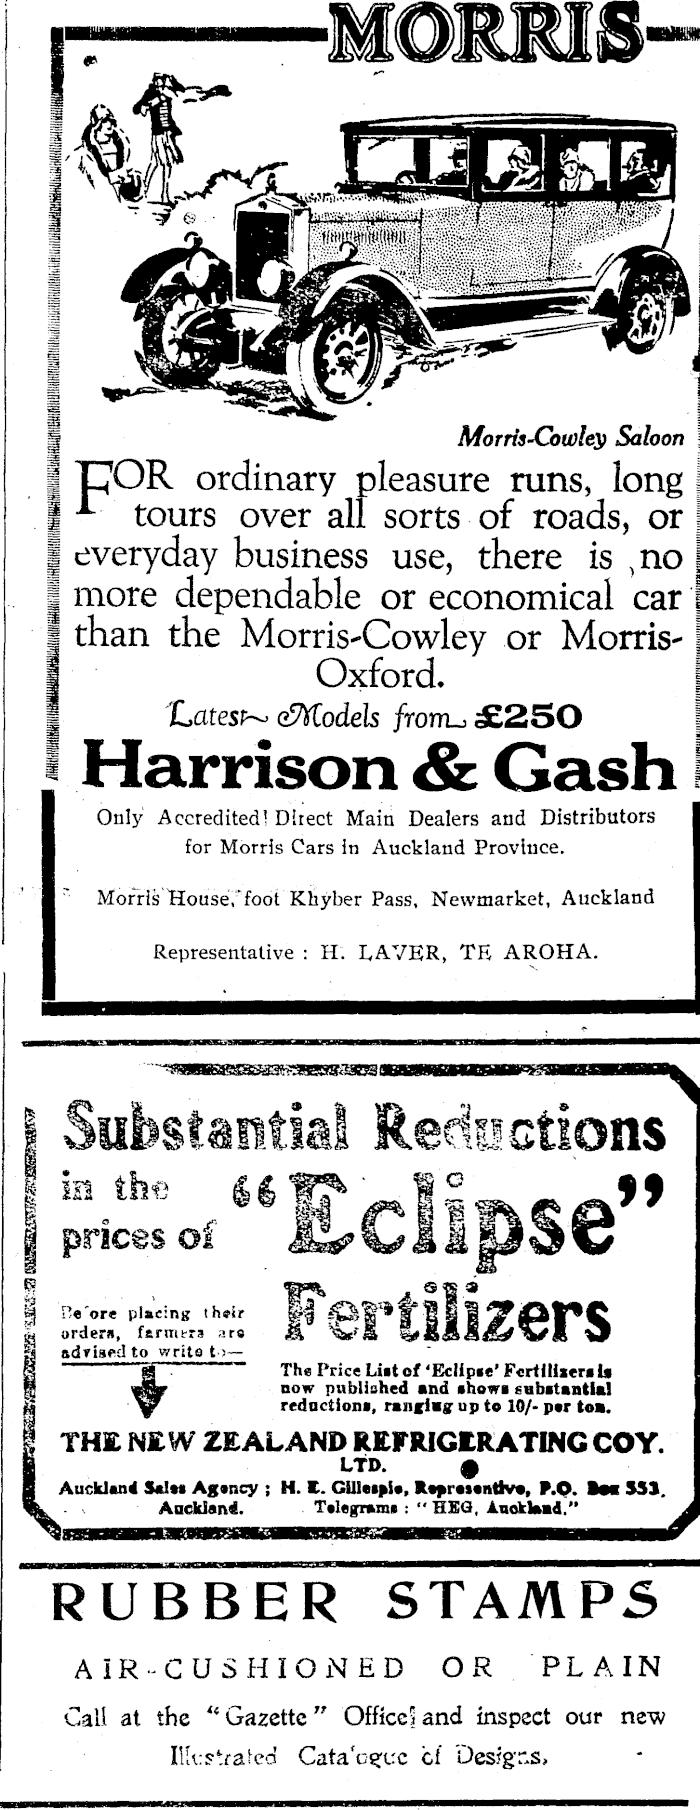 MORRIS
Morris-Cowley Saloon
FOR ordinary pleasure runs, long
tours over all sorts of roads, or
everyday business use, there is no
more dependable or economical car
than the Morris-Cowley or Morris-
Oxford.
Latest Models from £250
Harrison & Gash
Only Accredited Direct Main Dealers and Distributors
for Morris Cars in Auckland Province.
Morris House, foot Khyber Pass, Newmarket, Auckland
Representative : H. LAVER, TE AROHA.
Substantial Reductions
in the
prices of
“Eclipse”
Fertilizers
Before placing their
orders, farmers are
advised to write to—
The Price List of ‘Eclipse’ Fertilizers is
now published and shows substantial
reductions, ranging up to 10/- per ton.
THE NEW ZEALAND REFRIGERATING COY.
LTD.
Auckland Sales Agency ; H. E. Gillespie, Representive, P.O. Box 553,
Auckland. Telegrams : “HEG, Auckland.”
RUBBER STAMPS
AIR-CUSHIONED OR PLAIN
Call at the “Gazette” Office and inspect our new
Illustrated Catalogue of Designs,